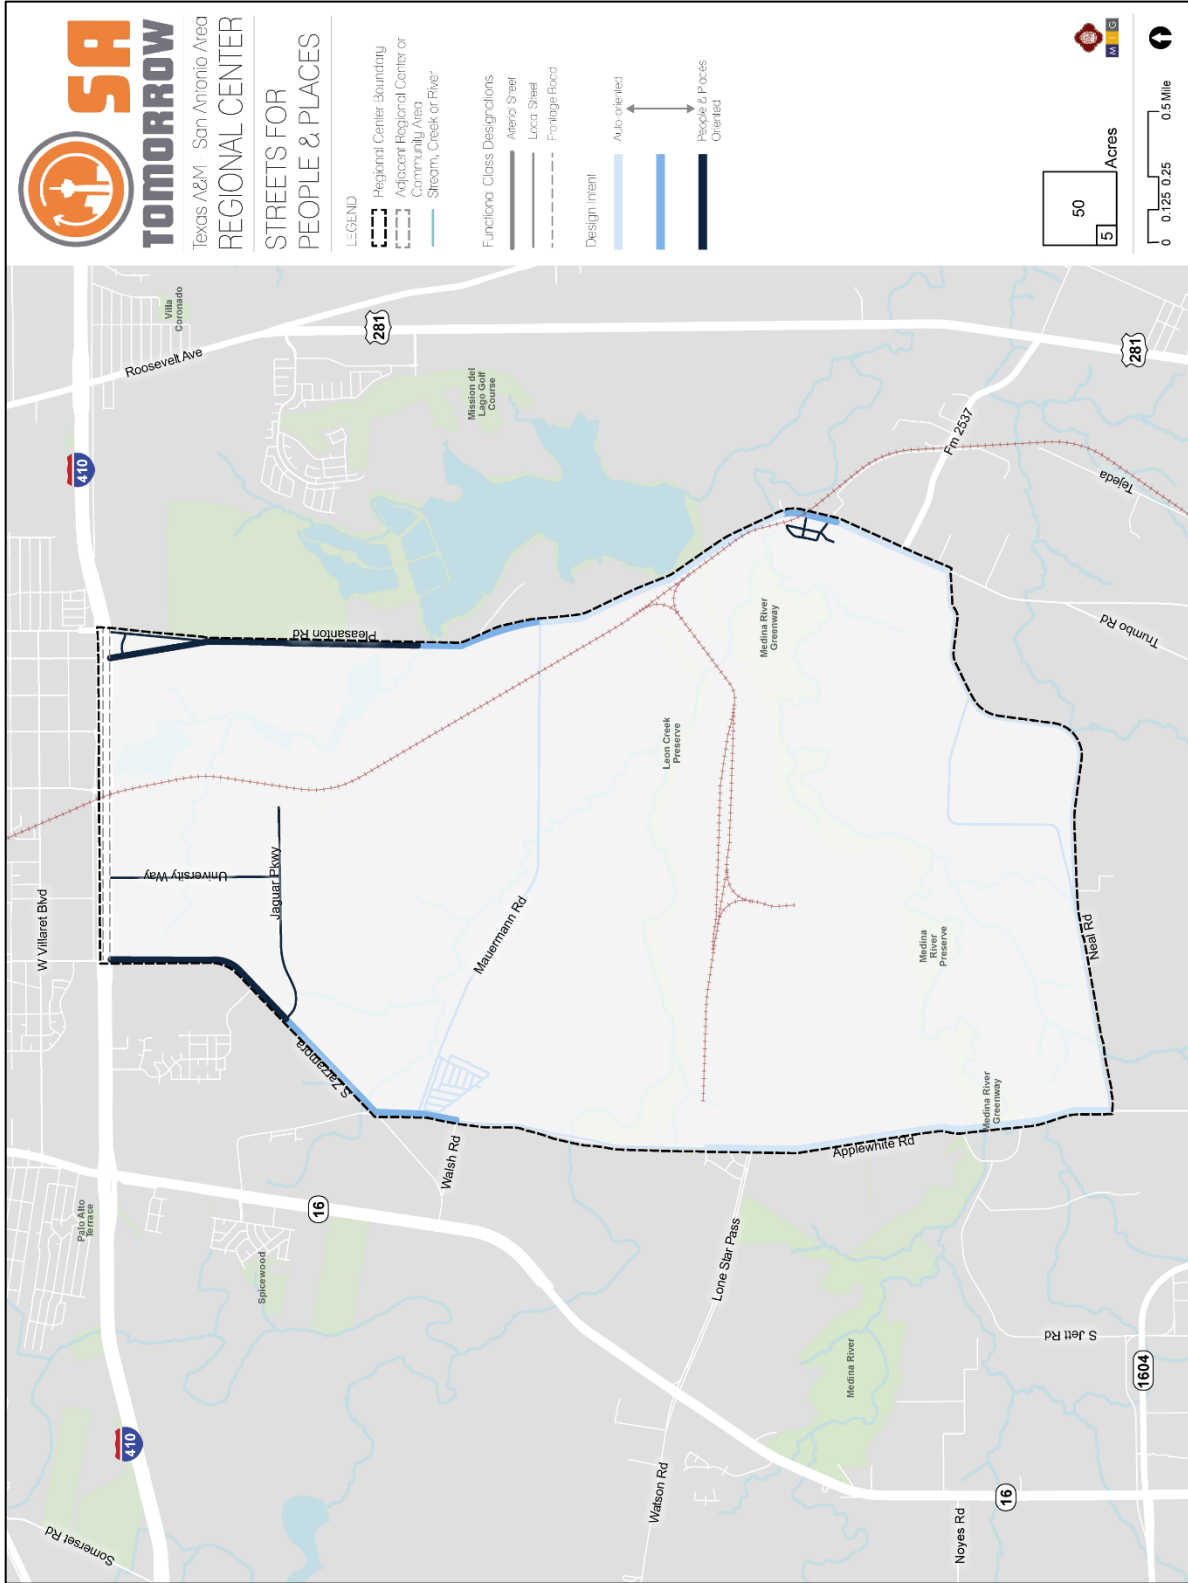 SA
TOMORROW
Texas A&M - San Antonio Area
REGIONAL CENTER
STREETS FOR
PEOPLE & PLACES
LEGEND
Regional Center Boundary
Adjacent Regional Center or
Community Area
Stream, Creek or River
Functional Class Designations
Arterial Street
Local Street
Frontage Road
Design Intent
Auto-oriented
People & Places
Oriented
50
5
Acres
0
0.125
0.25
0.5 Mile
M I G
Somerset Rd
410
Palo Alto
Terrace
W Villaret Blvd
410
Roosevelt Ave
Villa
Coronado
Spicewood
16
S Zarzamora
University Way
Jaguar Pkwy
Pleasanton Rd
281
Mission del
Lago Golf
Course
Walsh Rd
Mauermann Rd
Watson Rd
Lone Star Pass
Leon Creek
Preserve
Medina River
Greenway
Medina River
Applewhite Rd
Medina
River
Preserve
Medina River
Greenway
Fm 2537
Tejeda
Trumbo Rd
281
Noyes Rd
16
S Jett Rd
1604
Neal Rd